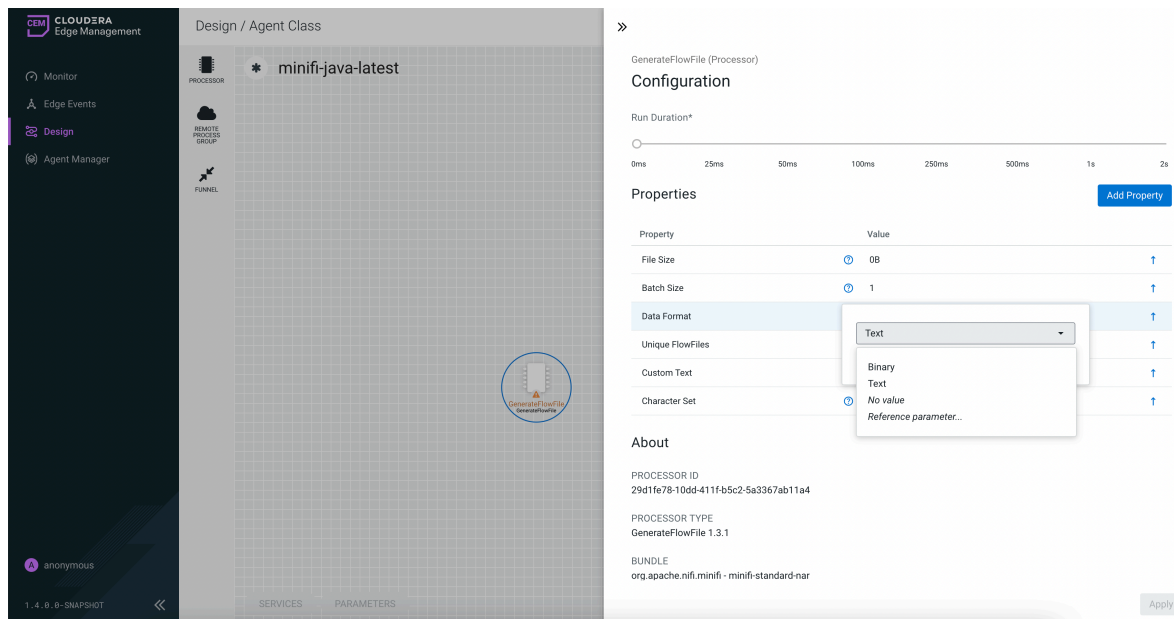 CEM CLOUDERA
Edge Management
Monitor
Edge Events
Design
Agent Manager
A anonymous
1.4.0.0-SNAPSHOT
Design / Agent Class
PROCESSOR
REMOTE
PROCESS
GROUP
FUNNEL
* minifi-java-latest
GenerateFlowFile
GenerateFlowFile
SERVICES PARAMETERS
GenerateFlowFile (Processor)
Configuration
Run Duration*
0ms 25ms 50ms 100ms 250ms 500ms 1s 2s
Properties Add Property
Property Value
File Size 0B
Batch Size 1
Data Format
Text
Unique FlowFiles
Custom Text
Character Set
Binary
Text
No value
Reference parameter...
About
PROCESSOR ID
29d1fe78-10dd-411f-b5c2-5a3367ab11a4
PROCESSOR TYPE
GenerateFlowFile 1.3.1
BUNDLE
org.apache.nifi.minifi - minifi-standard-nar
Apply